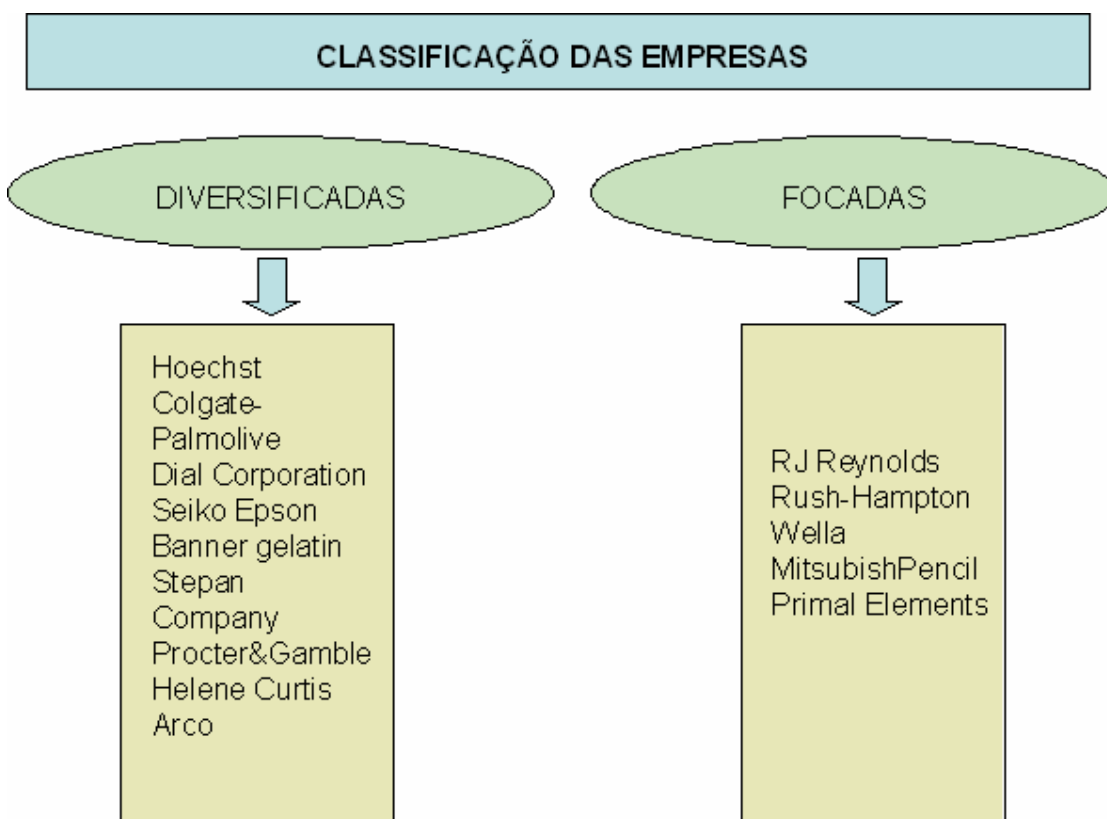 CLASSIFICAÇÃO DAS EMPRESAS
DIVERSIFICADAS
Hoechst
Colgate-
Palmolive
Dial Corporation
Seiko Epson
Banner gelatin
Stepan
Company
Procter&Gamble
Helene Curtis
Arco
FOCADAS
RJ Reynolds
Rush-Hampton
Wella
MitsubishPencil
Primal Elements